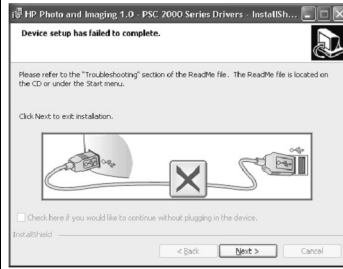 HP Photo and Imaging 1.0 - PSC 2000 Series Drivers - InstallSh...
Device setup has failed to complete.
Please refer to the "Troubleshooting" section of the ReadMe file. The ReadMe file is located on
the CD or under the Start menu.
Click Next to exit installation.
Check here if you would like to continue without plugging in the device.
InstallShield
< Back
Next >
Cancel